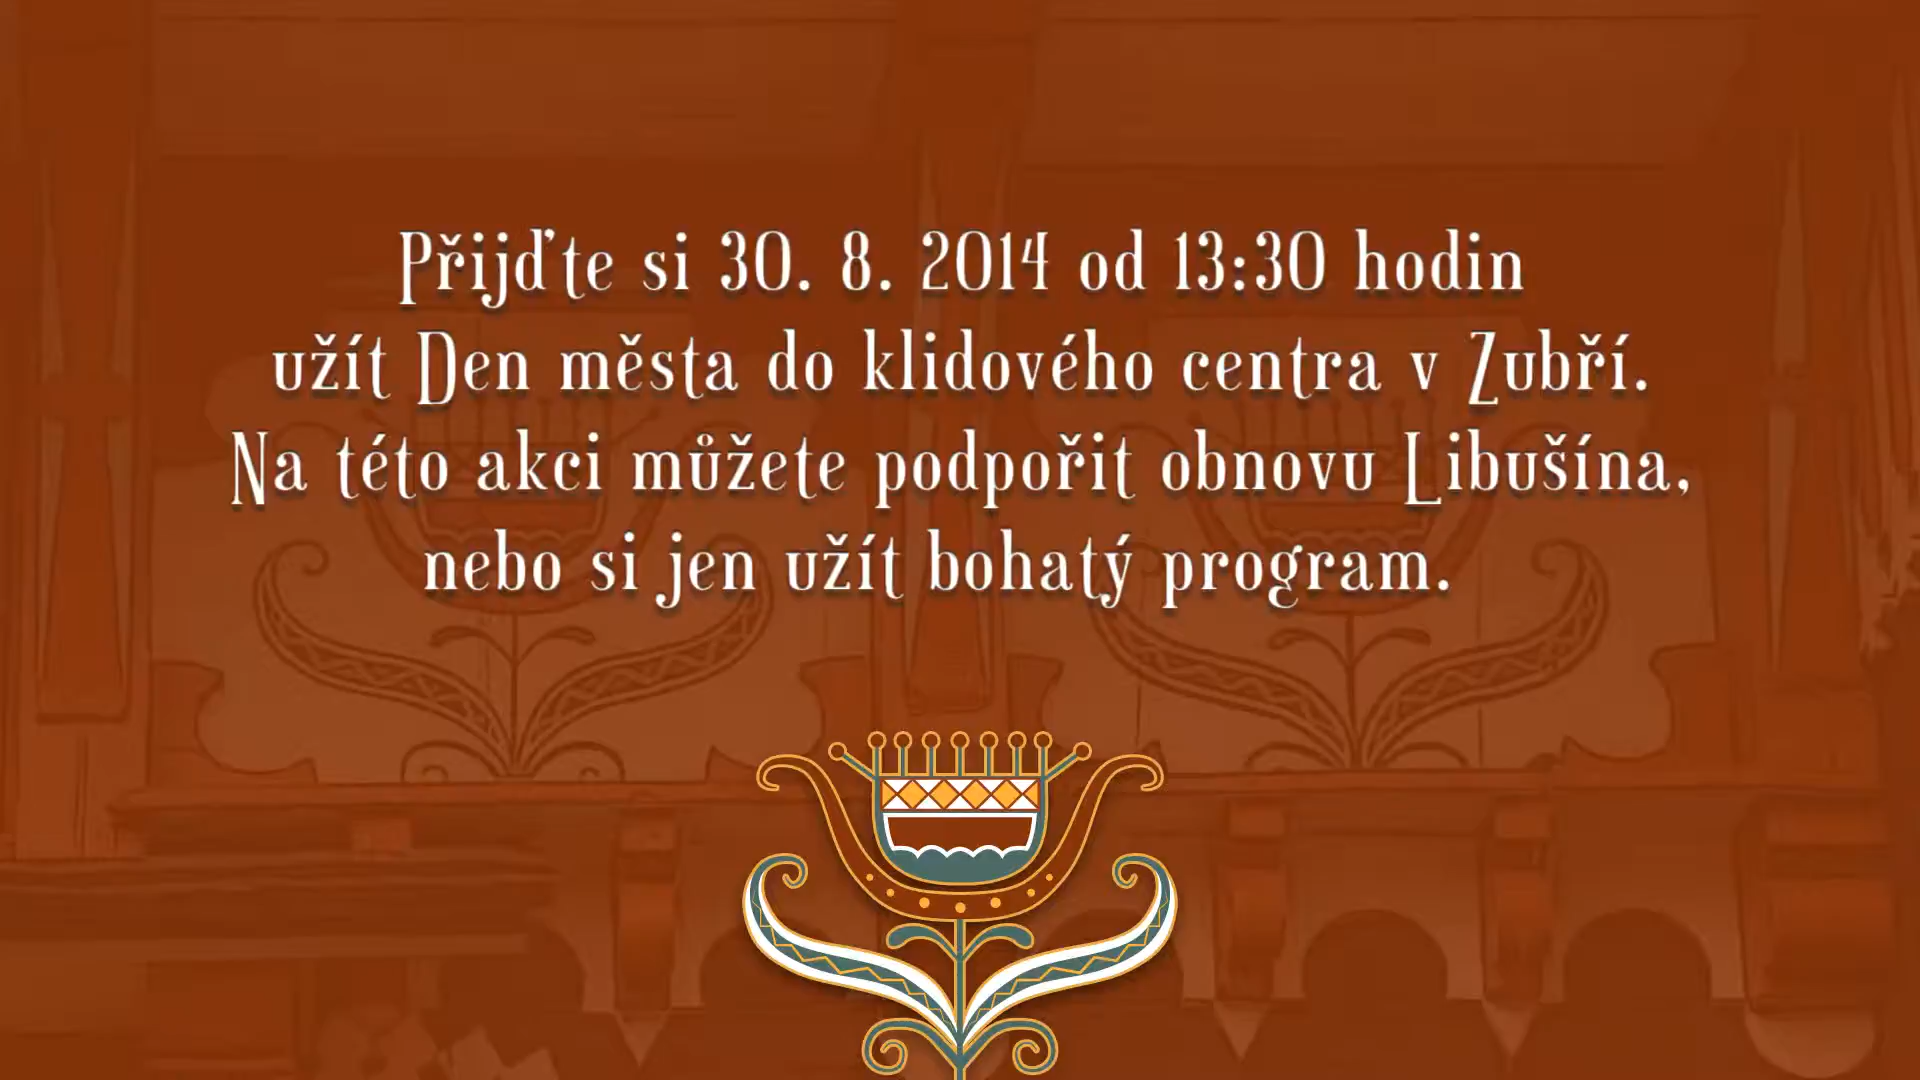 Přijďte si 30. 8. 2014 od 13:30 hodin
užít Den města do klidového centra v Zubří.
Na této akci můžete podpořit obnovu Libušína,
nebo si jen užít bohatý program.